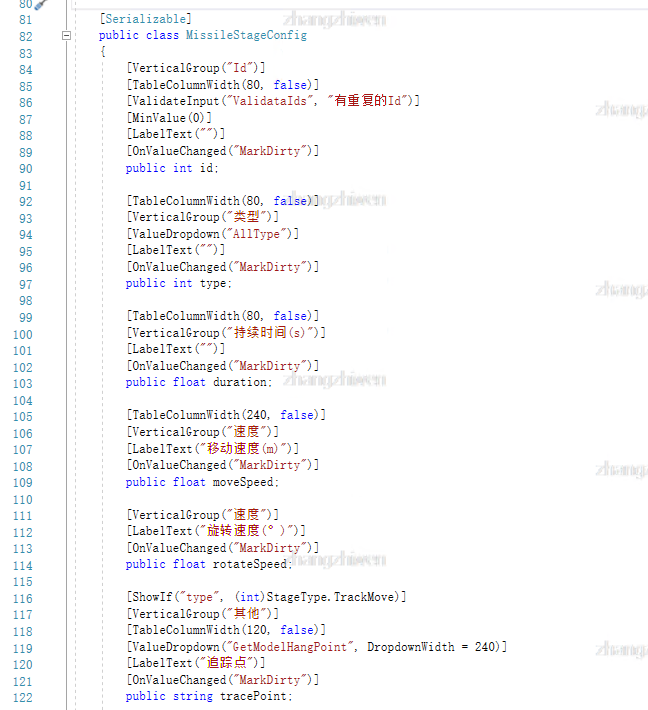 80
81 [Serializable]
82 public class MissileStageConfig
83 {
84 [VerticalGroup("Id")]
85 [TableColumnWidth(80, false)]
86 [ValidateInput("ValidataIds", "有重复的Id")]
87 [MinValue(0)]
88 [LabelText("")]
89 [OnValueChanged("MarkDirty")]
90 public int id;
91
92 [TableColumnWidth(80, false)]
93 [VerticalGroup("类型")]
94 [ValueDropdown("AllType")]
95 [LabelText("")]
96 [OnValueChanged("MarkDirty")]
97 public int type;
98
99 [TableColumnWidth(80, false)]
100 [VerticalGroup("持续时间(s)")]
101 [LabelText("")]
102 [OnValueChanged("MarkDirty")]
103 public float duration;
104
105 [TableColumnWidth(240, false)]
106 [VerticalGroup("速度")]
107 [LabelText("移动速度(m)")]
108 [OnValueChanged("MarkDirty")]
109 public float moveSpeed;
110
111 [VerticalGroup("速度")]
112 [LabelText("旋转速度(°)")]
113 [OnValueChanged("MarkDirty")]
114 public float rotateSpeed;
115
116 [ShowIf("type", (int)StageType.TrackMove)]
117 [VerticalGroup("其他")]
118 [TableColumnWidth(120, false)]
119 [ValueDropdown("GetModelHangPoint", DropdownWidth = 240)]
120 [LabelText("追踪点")]
121 [OnValueChanged("MarkDirty")]
122 public string tracePoint;
zhangzhiwen
zhangzhiwen
zhangzhiwen
zhangzhiwen